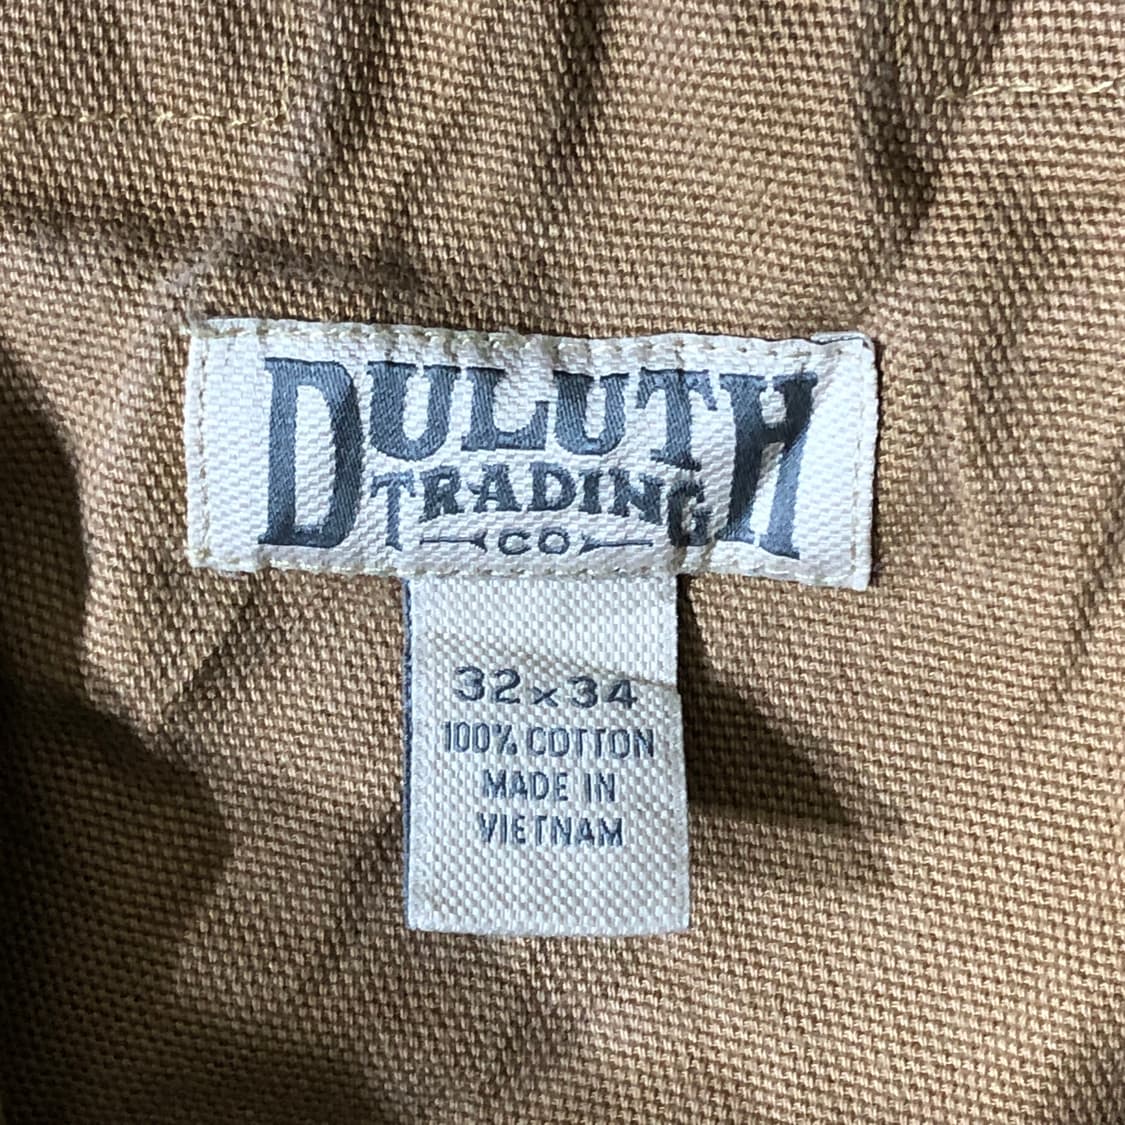 DULUTH
TRADING
CO
32x34
100% COTTON
MADE IN
VIETNAM